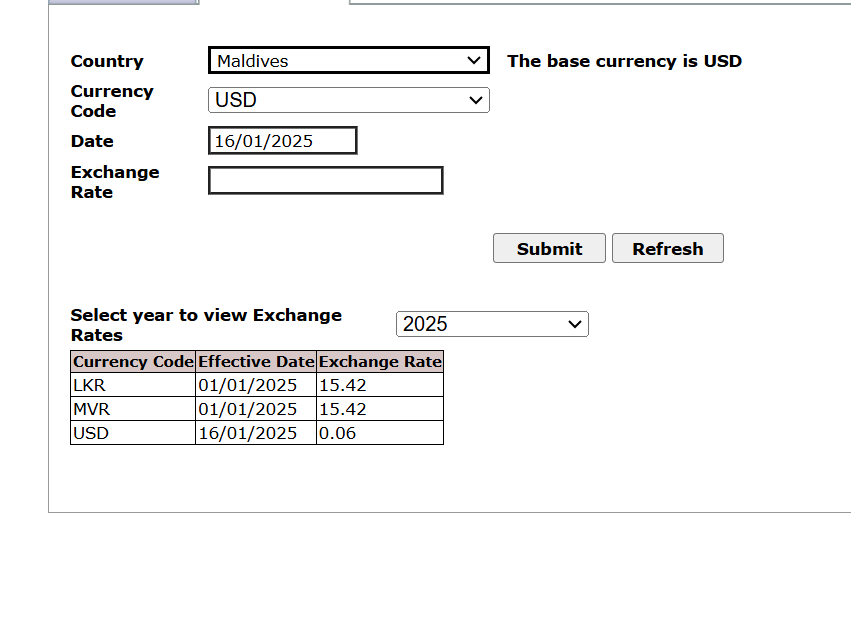 Country Maldives The base currency is USD
Currency
Code USD
Date 16/01/2025
Exchange
Rate
Submit Refresh
Select year to view Exchange
Rates 2025
Currency Code Effective Date Exchange Rate
LKR 01/01/2025 15.42
MVR 01/01/2025 15.42
USD 16/01/2025 0.06